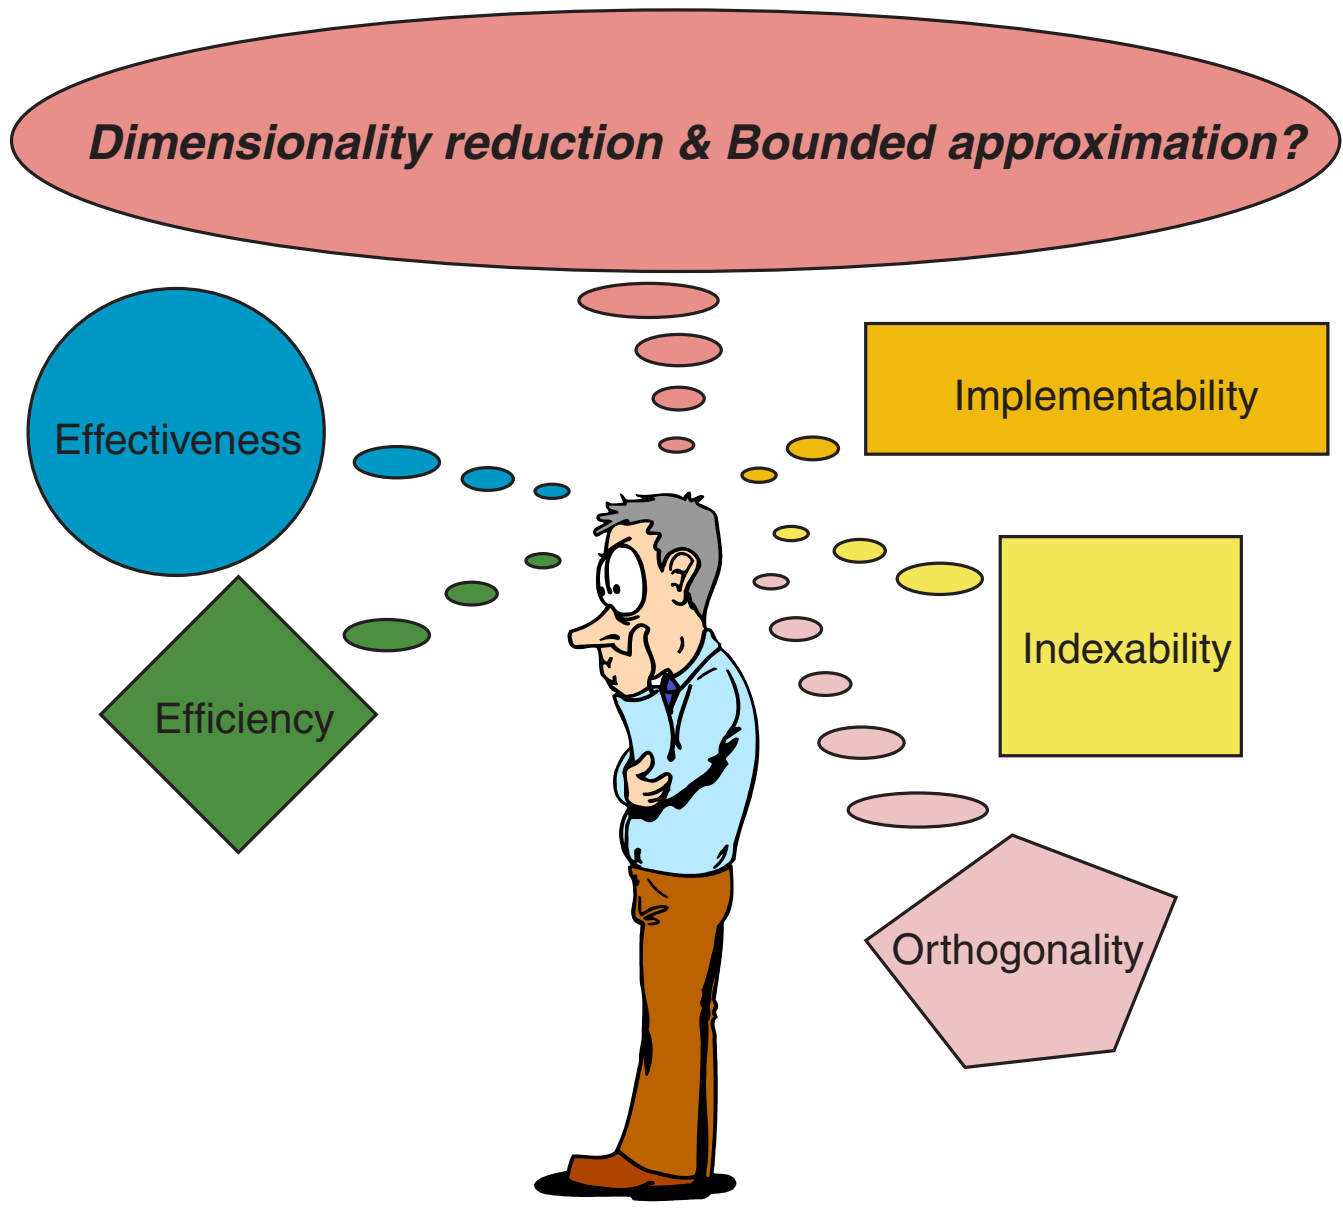 Dimensionality reduction & Bounded approximation?
Effectiveness
Implementability
Efficiency
Indexability
Orthogonality